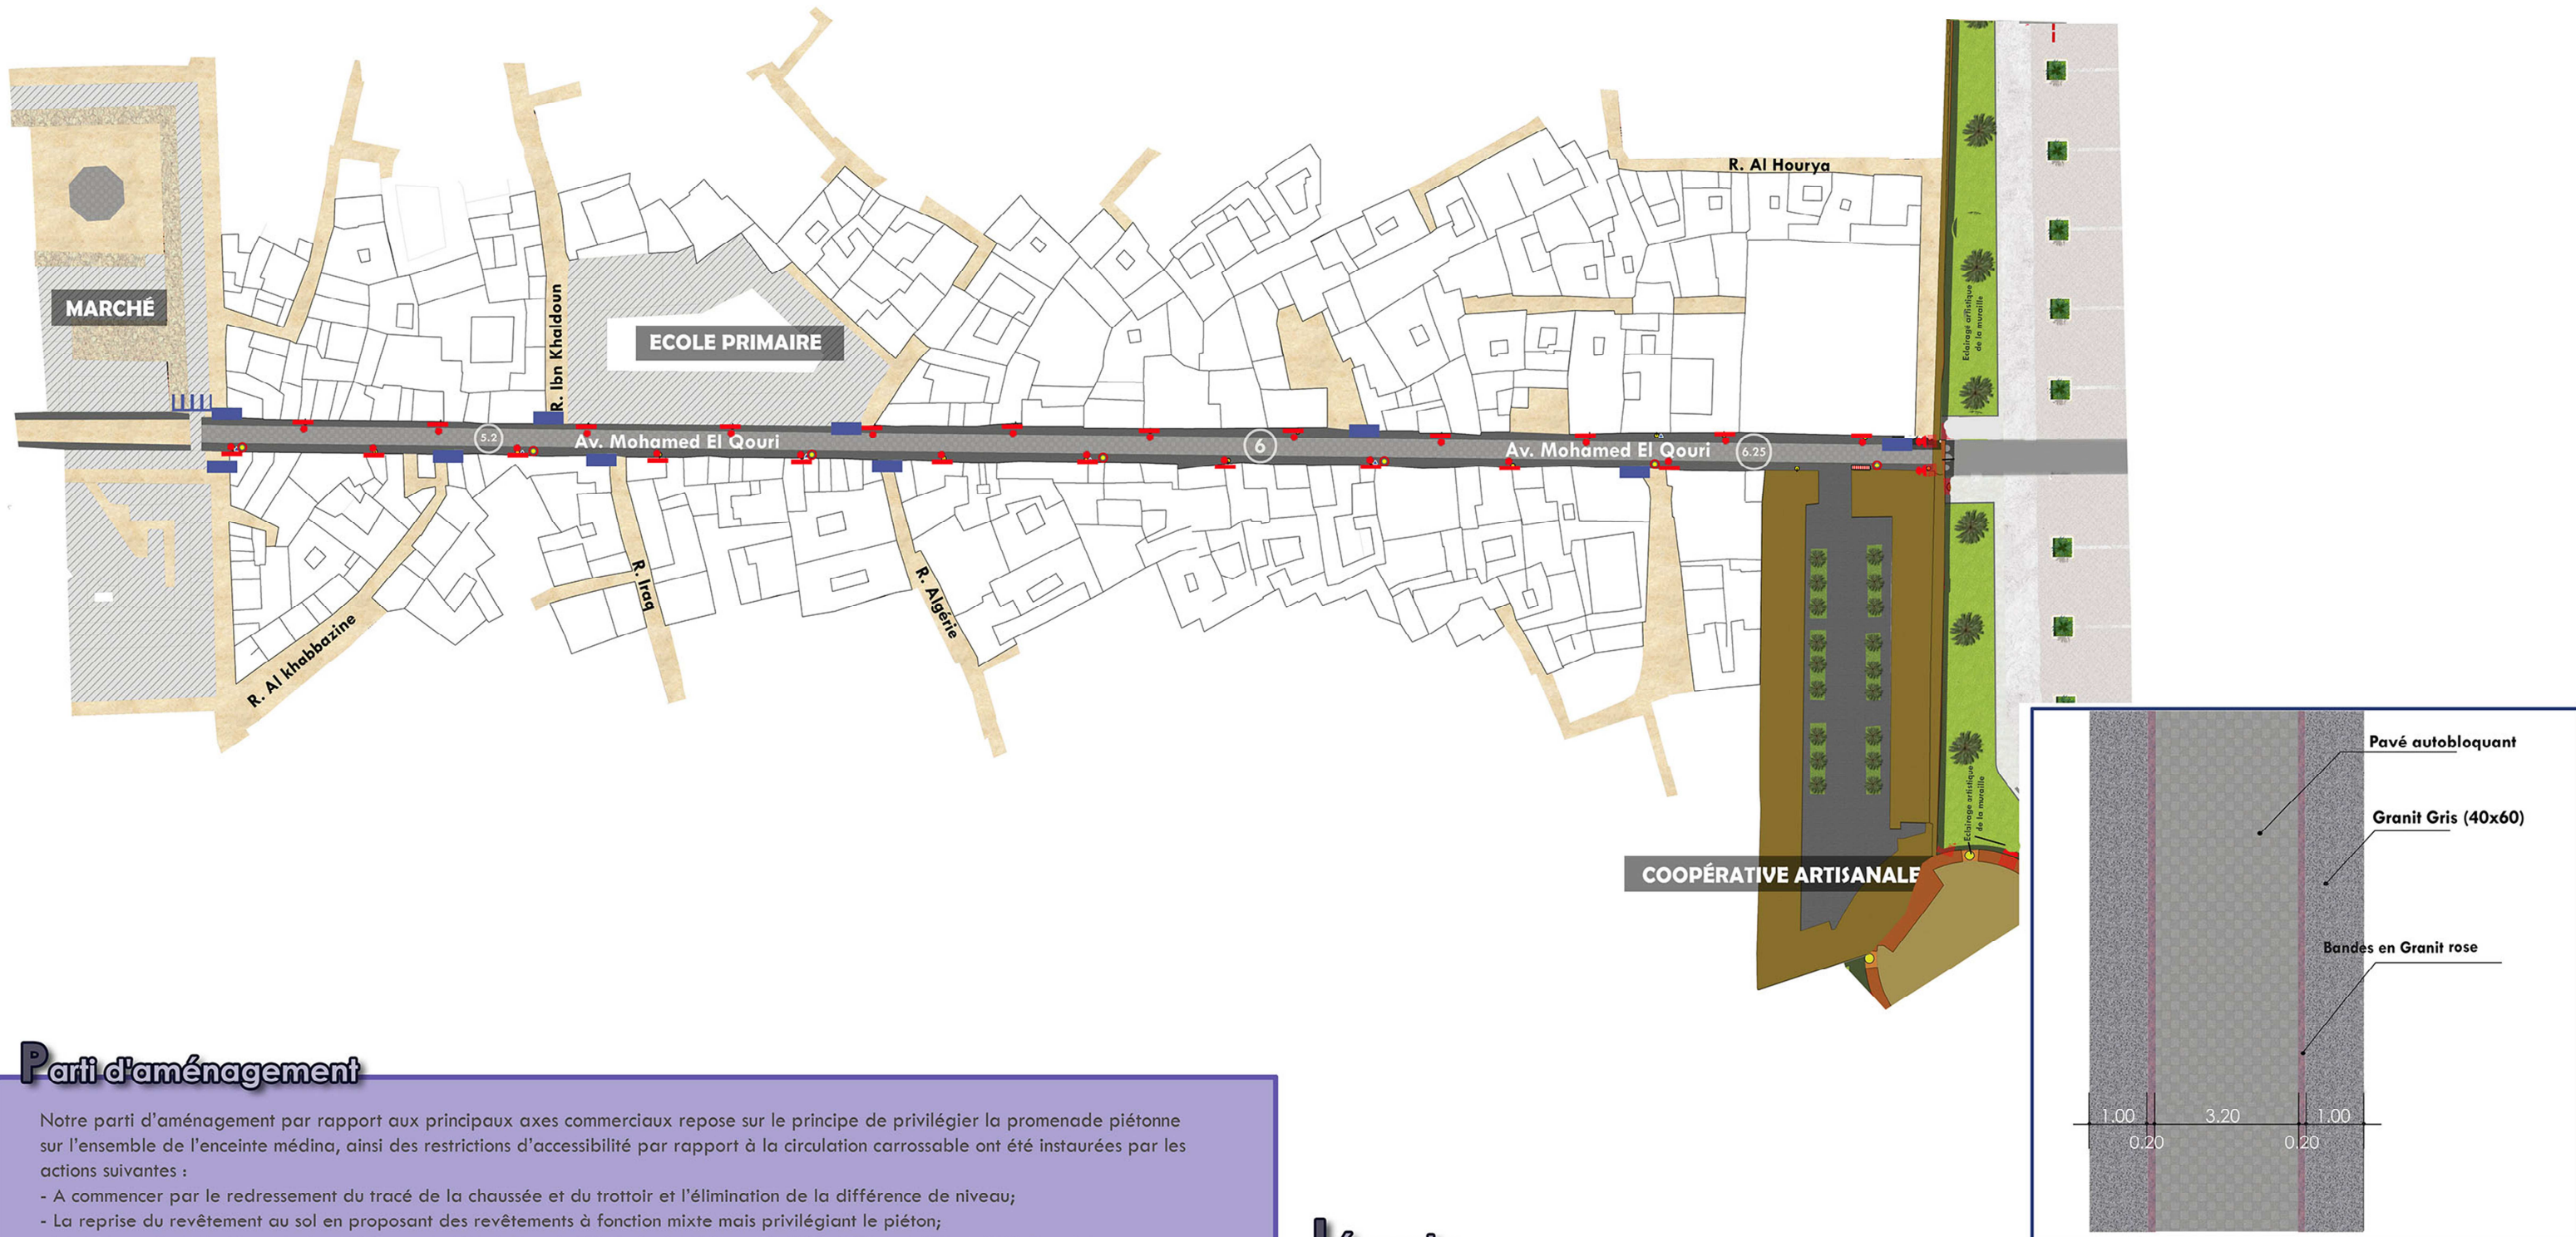 R. Al Hourya
MARCHÉ
R. Ibn Khaldoun
ECOLE PRIMAIRE
Eclairage artistique
de la muraille
5.2
Av. Mohamed El Qouri
6
Av. Mohamed El Qouri
6.25
R. Al khabbazine
R. Iraq
R. Algérie
Eclairage artistique
de la muraille
COOPÉRATIVE ARTISANALE
Pavé autobloquant
Granit Gris (40x60)
Bandes en Granit rose
1.00
3.20
1.00
0.20
0.20
Parti d'aménagement
Notre parti d'aménagement par rapport aux principaux axes commerciaux repose sur le principe de privilégier la promenade piétonne
sur l'ensemble de l'enceinte médina, ainsi des restrictions d'accessibilité par rapport à la circulation carrossable ont été instaurées par les
actions suivantes :
- A commencer par le redressement du tracé de la chaussée et du trottoir et l'élimination de la différence de niveau;
- La reprise du revêtement au sol en proposant des revêtements à fonction mixte mais privilégiant le piéton;